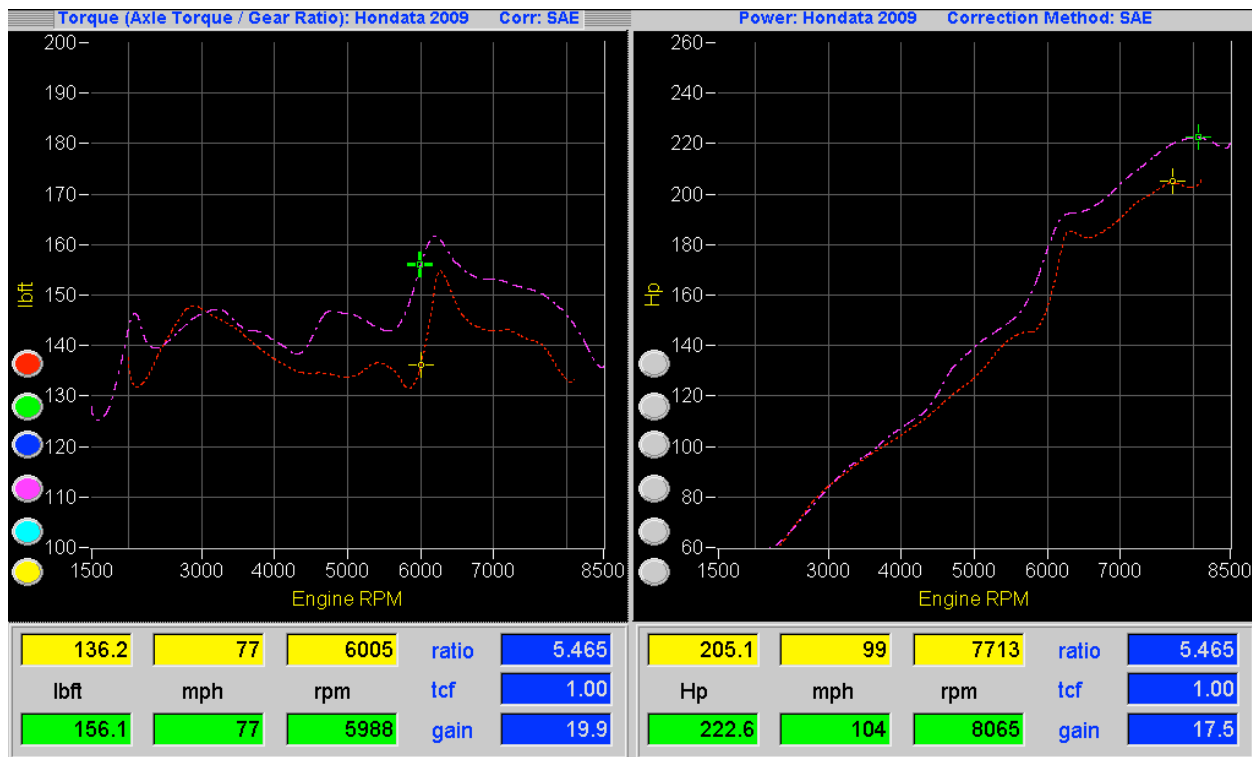 Torque (Axle Torque / Gear Ratio): Hondata 2009 Corr: SAE
200
190
180
170
160
150
140
130
120
110
100
lbft
1500 3000 4000 5000 6000 7000 8500
Engine RPM
136.2 77 6005 ratio 5.465
lbft mph rpm tcf 1.00
156.1 77 5988 gain 19.9
Power: Hondata 2009 Correction Method: SAE
260
240
220
200
180
160
140
120
100
80
60
Hp
1500 3000 4000 5000 6000 7000 8500
Engine RPM
205.1 99 7713 ratio 5.465
Hp mph rpm tcf 1.00
222.6 104 8065 gain 17.5